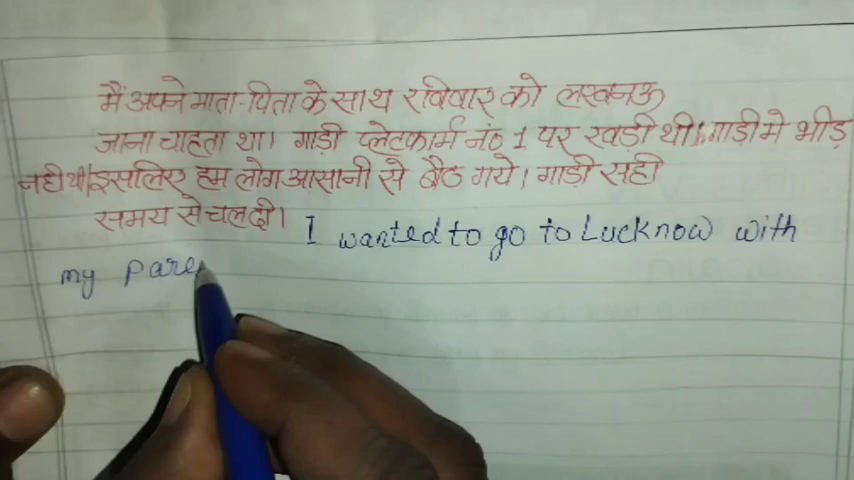 मैं अपने माता-पिता के साथ रविवार को लखनऊ
जाना चाहता था। गाड़ी प्लेटफार्म नं० 1 पर खड़ी थी। गाड़ी मे भीड़
नही थी। इसलिए हम लोग आसानी से बैठ गये। गाड़ी सही
समय से चल दी। I wanted to go to Lucknow with
my pare